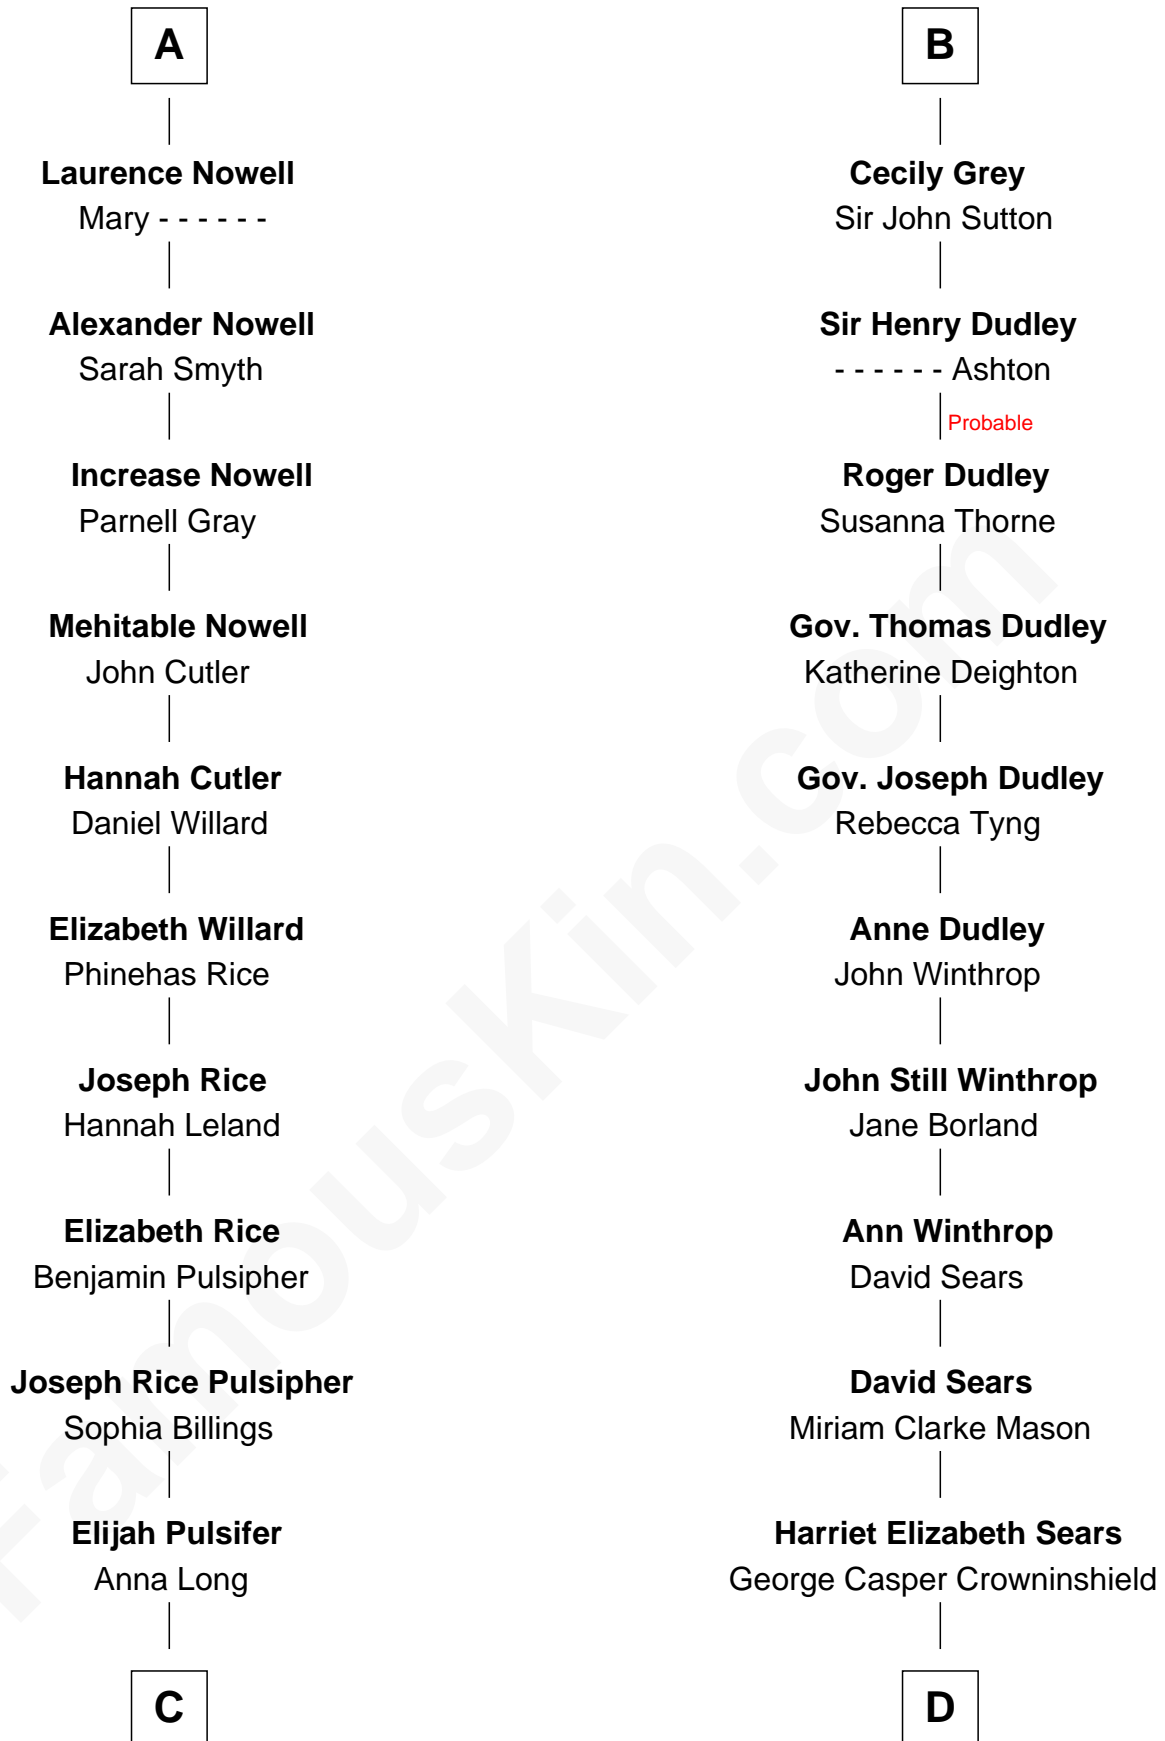 A
Laurence Nowell
Mary - - - - - -
Alexander Nowell
Sarah Smyth
Increase Nowell
Parnell Gray
Mehitable Nowell
John Cutler
Hannah Cutler
Daniel Willard
Elizabeth Willard
Phinehas Rice
Joseph Rice
Hannah Leland
Elizabeth Rice
Benjamin Pulsipher
Joseph Rice Pulsipher
Sophia Billings
Elijah Pulsifer
Anna Long
C
B
Cecily Grey
Sir John Sutton
Sir Henry Dudley
- - - - - - Ashton
Probable
Roger Dudley
Susanna Thorne
Gov. Thomas Dudley
Katherine Deighton
Gov. Joseph Dudley
Rebecca Tyng
Anne Dudley
John Winthrop
John Still Winthrop
Jane Borland
Ann Winthrop
David Sears
David Sears
Miriam Clarke Mason
Harriet Elizabeth Sears
George Casper Crowninshield
D
FamousKin.com